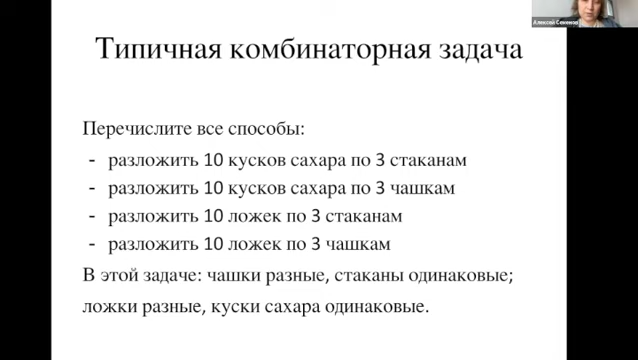 Алексей Семенов
Типичная комбинаторная задача
Перечислите все способы:
- разложить 10 кусков сахара по 3 стаканам
- разложить 10 кусков сахара по 3 чашкам
- разложить 10 ложек по 3 стаканам
- разложить 10 ложек по 3 чашкам
В этой задаче: чашки разные, стаканы одинаковые;
ложки разные, куски сахара одинаковые.